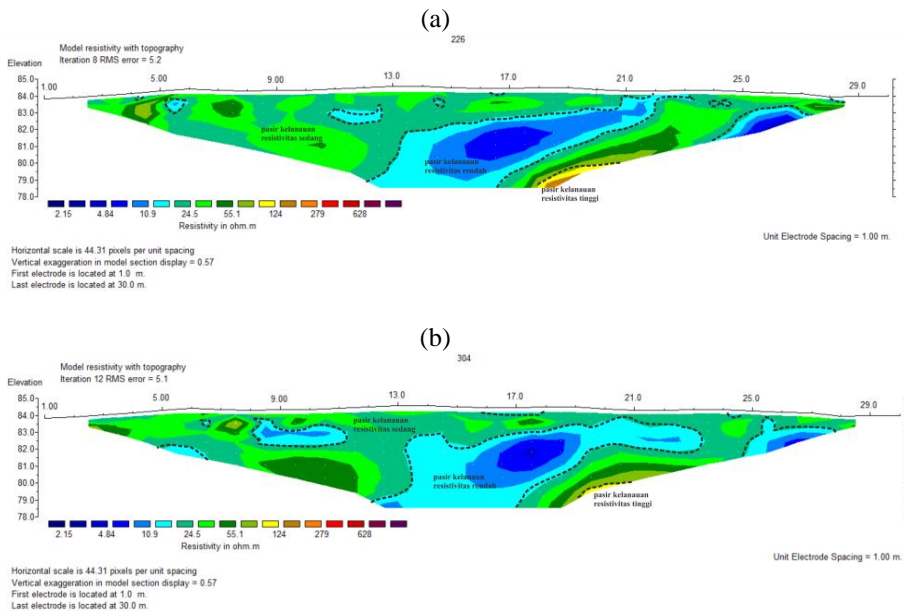 (a)
Model resistivity with topography
226
Iteration 8 RMS error = 5.2
Elevation
1.00 5.00 9.00 13.0 17.0 21.0 25.0 29.0
85.0
84.0
83.0
82.0
81.0
80.0
79.0
78.0
pasir kelanauan
resistivitas sedang
pasir kelanauan
resistivitas rendah
pasir kelanauan
resistivitas tinggi
2.15 4.84 10.9 24.5 55.1 124 279 628
Resistivity in ohm.m
Unit Electrode Spacing = 1.00 m.
Horizontal scale is 44.31 pixels per unit spacing
Vertical exaggeration in model section display = 0.57
First electrode is located at 1.0 m.
Last electrode is located at 30.0 m.
(b)
304
Model resistivity with topography
Iteration 12 RMS error = 5.1
Elevation
1.00 5.00 9.00 13.0 17.0 21.0 25.0 29.0
85.0
84.0
83.0
82.0
81.0
80.0
79.0
78.0
pasir kelanauan
resistivitas sedang
pasir kelanauan
resistivitas rendah
pasir kelanauan
resistivitas tinggi
2.15 4.84 10.9 24.5 55.1 124 279 628
Resistivity in ohm.m
Unit Electrode Spacing = 1.00 m.
Horizontal scale is 44.31 pixels per unit spacing
Vertical exaggeration in model section display = 0.57
First electrode is located at 1.0 m.
Last electrode is located at 30.0 m.